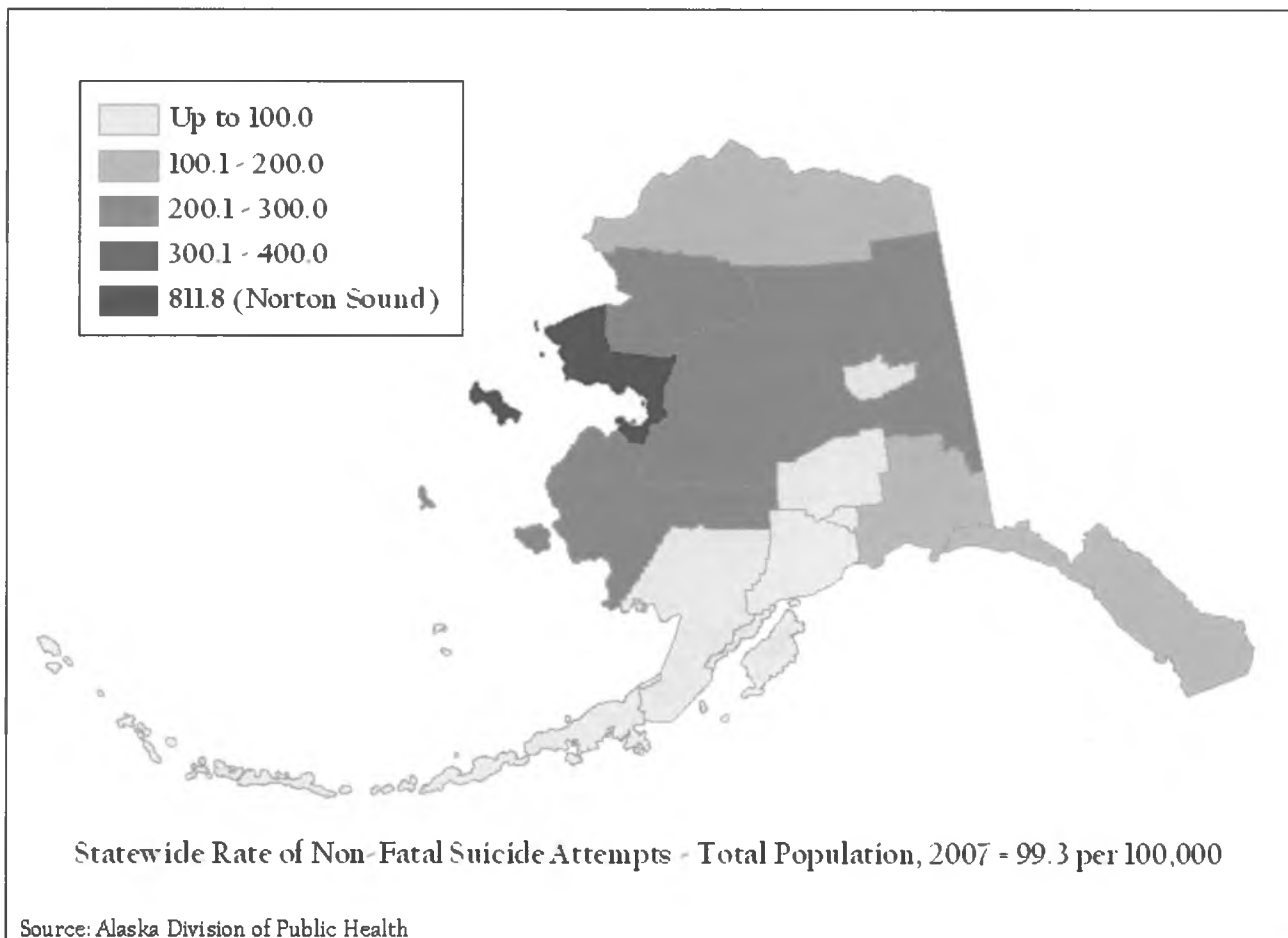 Up to 100.0
100.1 - 200.0
200.1 - 300.0
300.1 - 400.0
811.8 (Norton Sound)
Statewide Rate of Non-Fatal Suicide Attempts - Total Population, 2007 = 99.3 per 100,000
Source: Alaska Division of Public Health